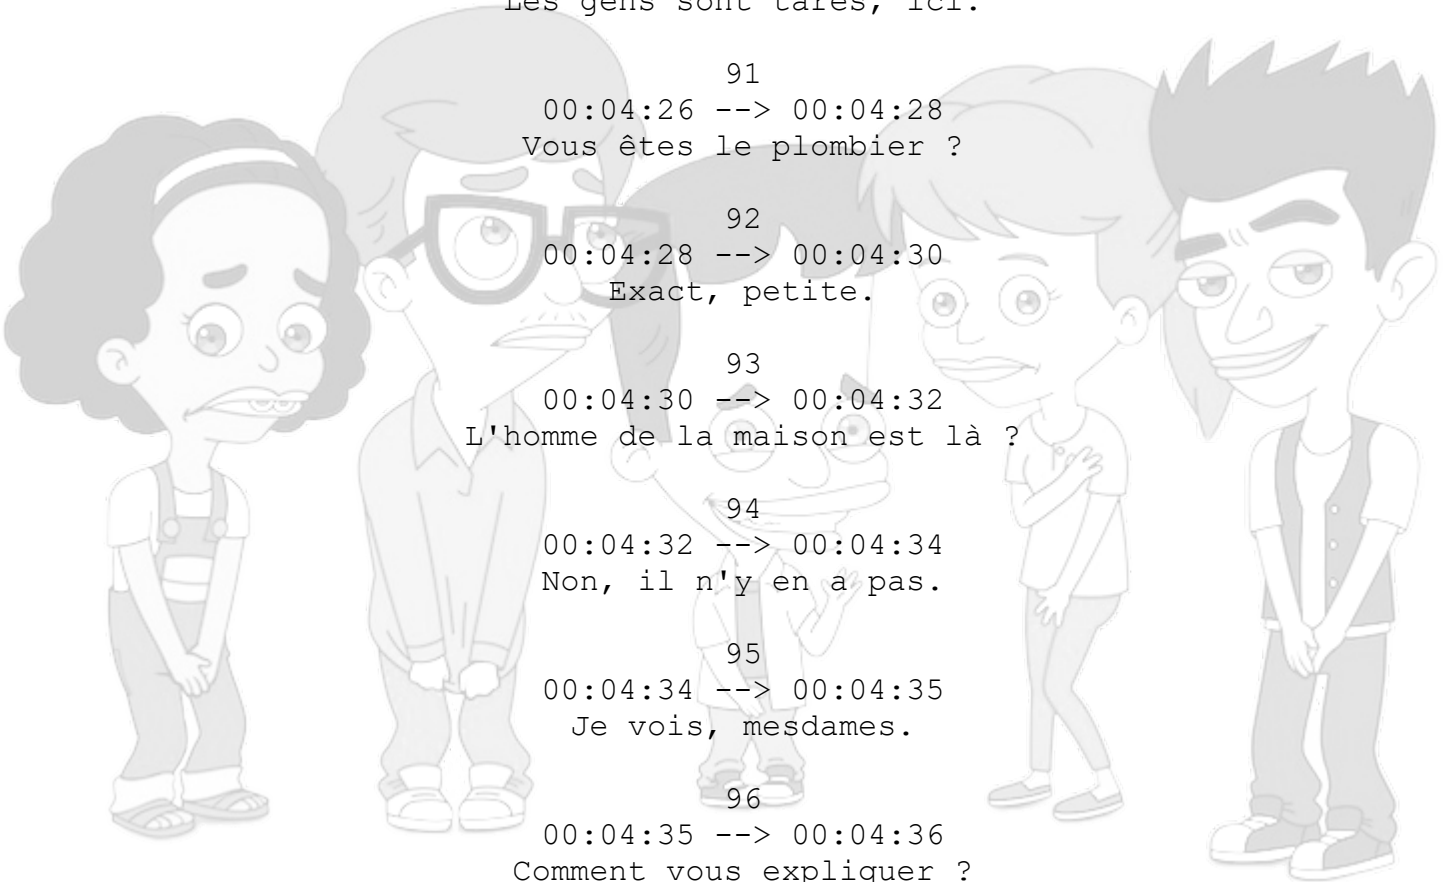 Les gens sont tarés, ici.
91
00:04:26 --> 00:04:28
Vous êtes le plombier ?
92
00:04:28 --> 00:04:30
Exact, petite.
93
00:04:30 --> 00:04:32
L'homme de la maison est là ?
94
00:04:32 --> 00:04:34
Non, il n'y en a pas.
95
00:04:34 --> 00:04:35
Je vois, mesdames.
96
00:04:35 --> 00:04:36
Comment vous expliquer ?